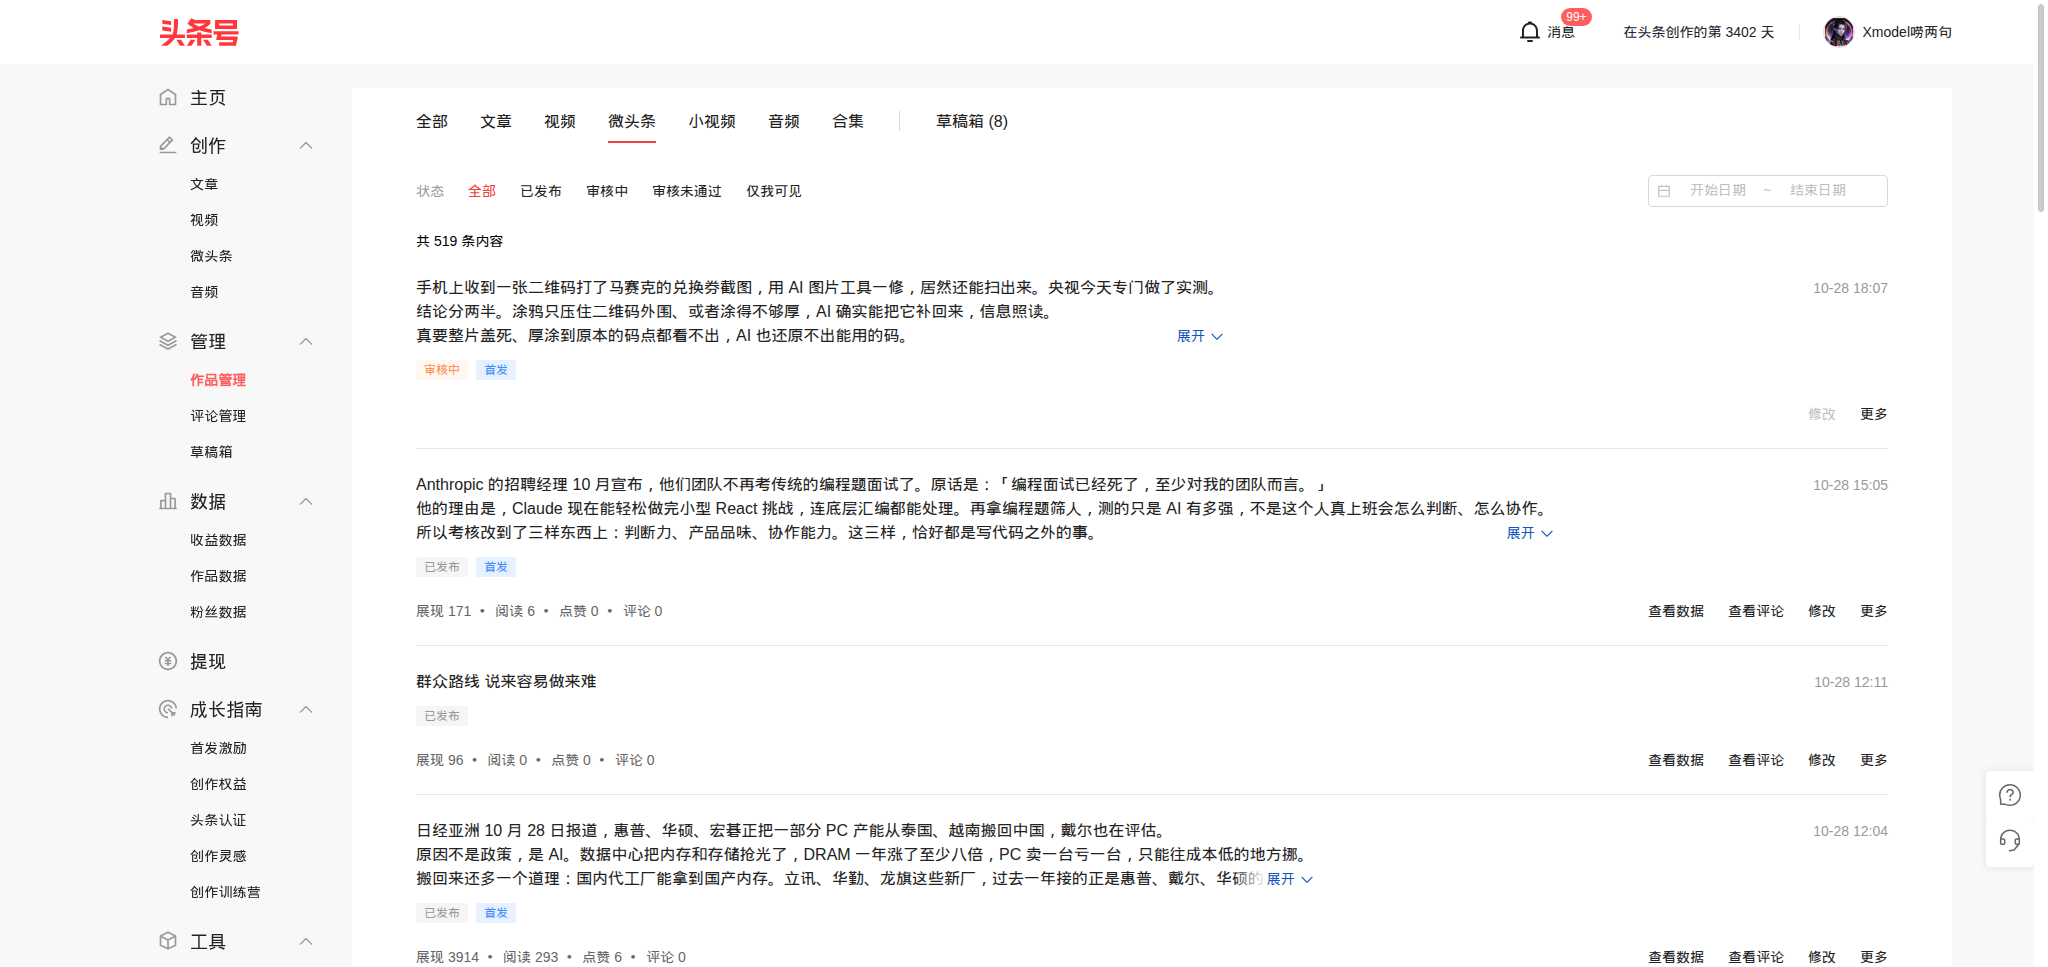 头条号
消息
99+
在头条创作的第 3402 天
Xmodel唠两句
主页
创作
文章
视频
微头条
音频
管理
作品管理
评论管理
草稿箱
数据
收益数据
作品数据
粉丝数据
提现
成长指南
首发激励
创作权益
头条认证
创作灵感
创作训练营
工具
全部 文章 视频 微头条 小视频 音频 合集 草稿箱 (8)
状态 全部 已发布 审核中 审核未通过 仅我可见
开始日期 ~ 结束日期
共 519 条内容
手机上收到一张二维码打了马赛克的兑换券截图，用 AI 图片工具一修，居然还能扫出来。央视今天专门做了实测。
10-28 18:07
结论分两半。涂鸦只压住二维码外围、或者涂得不够厚，AI 确实能把它补回来，信息照读。
真要整片盖死、厚涂到原本的码点都看不出，AI 也还原不出能用的码。
展开
审核中 首发
修改 更多
Anthropic 的招聘经理 10 月宣布，他们团队不再考传统的编程题面试了。原话是：「编程面试已经死了，至少对我的团队而言。」
10-28 15:05
他的理由是，Claude 现在能轻松做完小型 React 挑战，连底层汇编都能处理。再拿编程题筛人，测的只是 AI 有多强，不是这个人真上班会怎么判断、怎么协作。
所以考核改到了三样东西上：判断力、产品品味、协作能力。这三样，恰好都是写代码之外的事。
展开
已发布 首发
展现 171 • 阅读 6 • 点赞 0 • 评论 0
查看数据 查看评论 修改 更多
群众路线 说来容易做来难
10-28 12:11
已发布
展现 96 • 阅读 0 • 点赞 0 • 评论 0
查看数据 查看评论 修改 更多
日经亚洲 10 月 28 日报道，惠普、华硕、宏碁正把一部分 PC 产能从泰国、越南搬回中国，戴尔也在评估。
10-28 12:04
原因不是政策，是 AI。数据中心把内存和存储抢光了，DRAM 一年涨了至少八倍，PC 卖一台亏一台，只能往成本低的地方挪。
搬回来还多一个道理：国内代工厂能拿到国产内存。立讯、华勤、龙旗这些新厂，过去一年接的正是惠普、戴尔、华硕的 展开
已发布 首发
展现 3914 • 阅读 293 • 点赞 6 • 评论 0
查看数据 查看评论 修改 更多